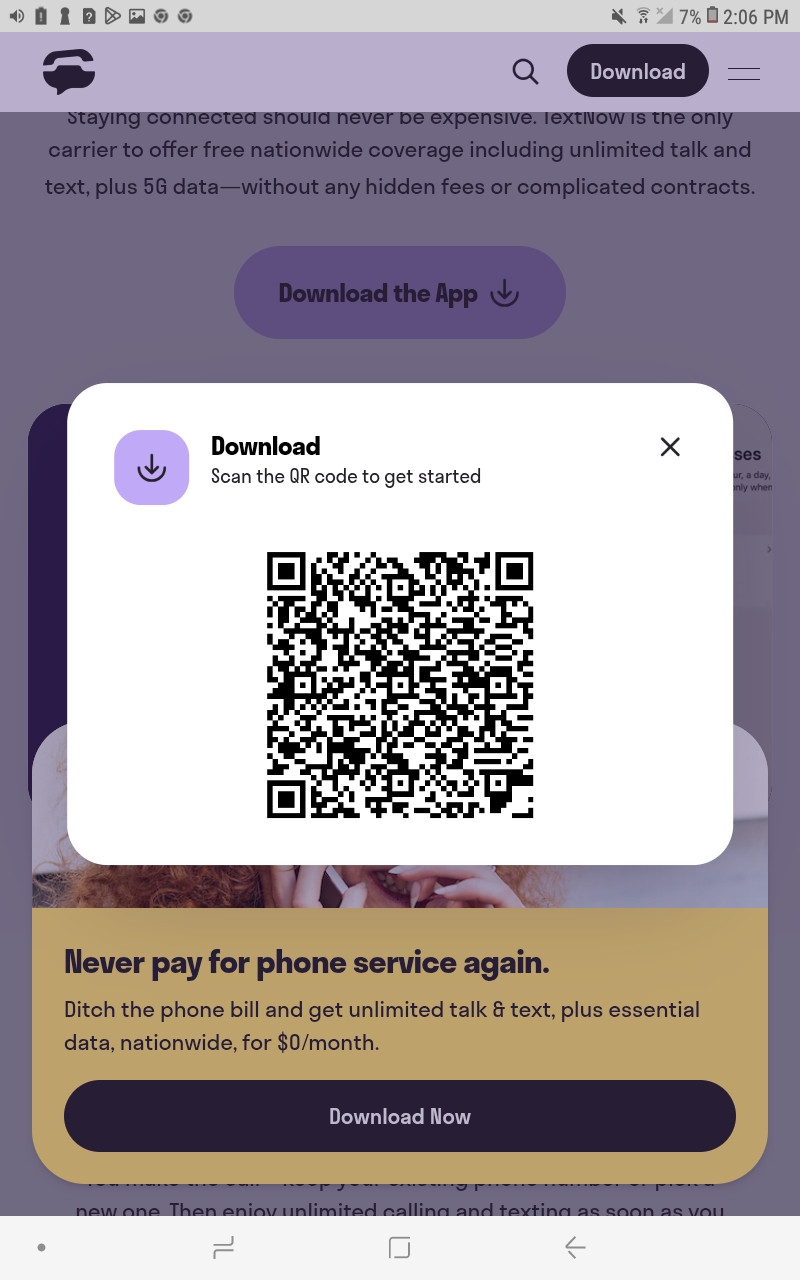 7% 2:06 PM
Download
Staying connected should never be expensive. TextNow is the only
carrier to offer free nationwide coverage including unlimited talk and
text, plus 5G data—without any hidden fees or complicated contracts.
Download the App
Download
Scan the QR code to get started
ses
ur, a day,
only when
Never pay for phone service again.
Ditch the phone bill and get unlimited talk & text, plus essential
data, nationwide, for $0/month.
Download Now
You make the call—keep your existing phone number or pick a
new one. Then enjoy unlimited calling and texting as soon as you